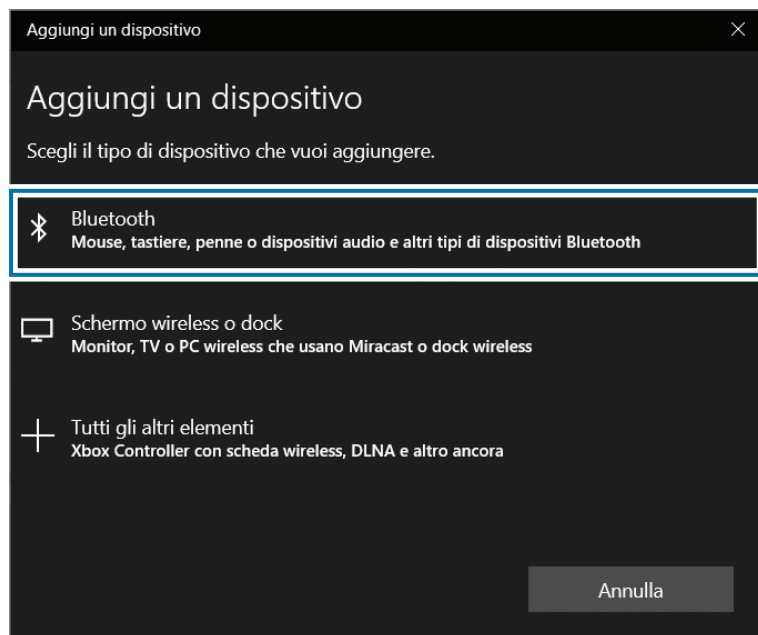 Aggiungi un dispositivo
Aggiungi un dispositivo
Scegli il tipo di dispositivo che vuoi aggiungere.
Bluetooth
Mouse, tastiere, penne o dispositivi audio e altri tipi di dispositivi Bluetooth
Schermo wireless o dock
Monitor, TV o PC wireless che usano Miracast o dock wireless
Tutti gli altri elementi
Xbox Controller con scheda wireless, DLNA e altro ancora
Annulla